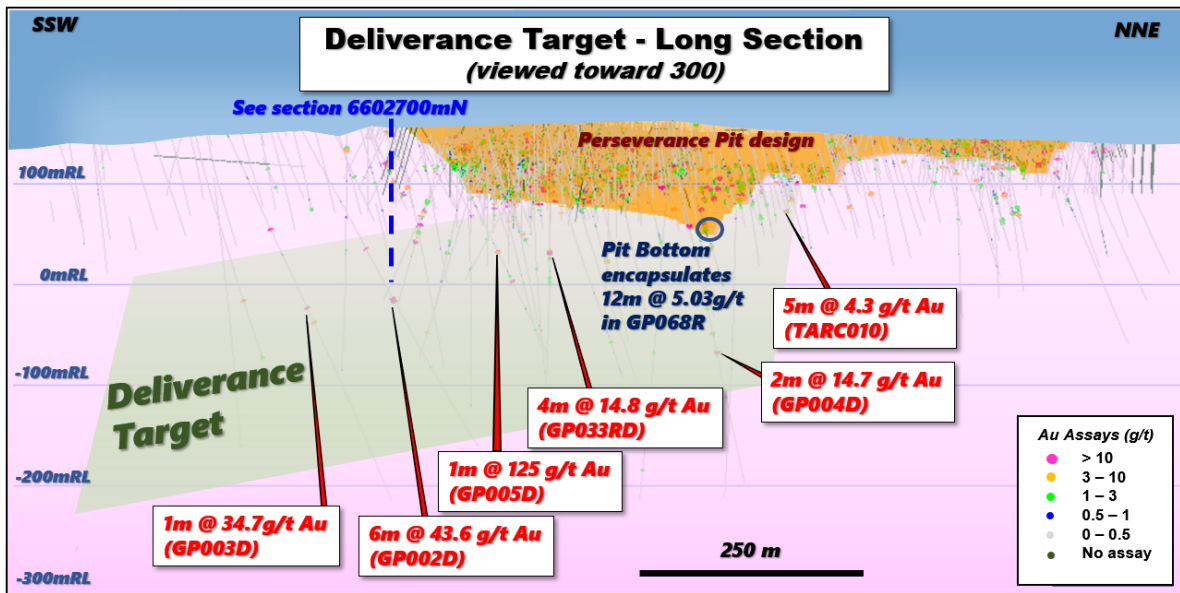 SSW
NNE
Deliverance Target - Long Section
(viewed toward 300)
See section 6602700mN
Perseverance Pit design
100mRL
0mRL
-100mRL
-200mRL
-300mRL
Pit Bottom
encapsulates
12m @ 5.03g/t
in GP068R
5m @ 4.3 g/t Au
(TARC010)
2m @ 14.7 g/t Au
(GP004D)
Deliverance
Target
4m @ 14.8 g/t Au
(GP033RD)
1m @ 125 g/t Au
(GP005D)
1m @ 34.7g/t Au
(GP003D)
6m @ 43.6 g/t Au
(GP002D)
250 m
Au Assays (g/t)
> 10
3 – 10
1 – 3
0.5 – 1
0 – 0.5
No assay